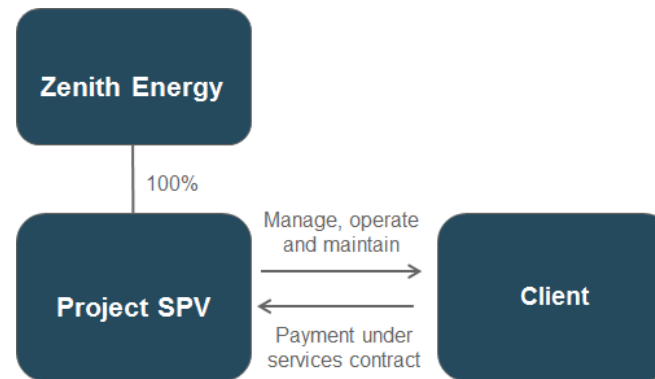 Zenith Energy
100%
Manage, operate
and maintain
Project SPV
Client
Payment under
services contract